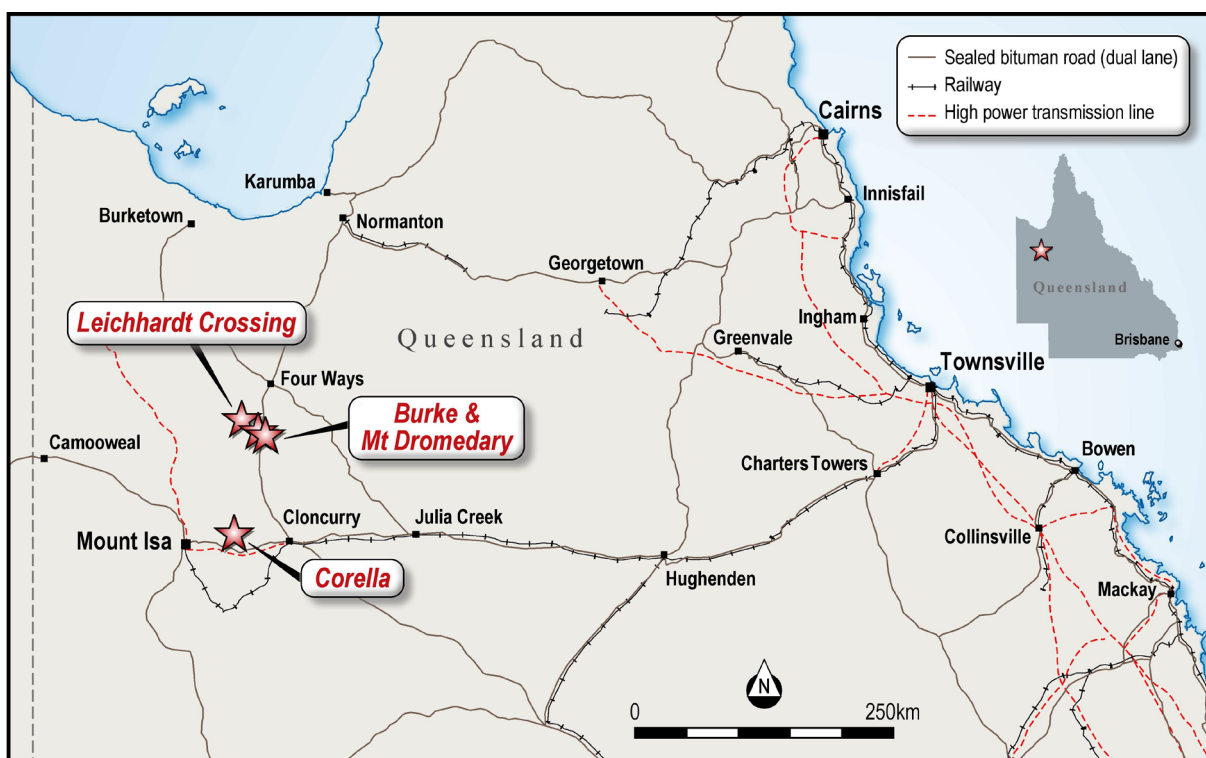 Sealed bituman road (dual lane)
Railway
High power transmission line
Cairns
Karumba
Innisfail
Burketown
Normanton
Georgetown
Queensland
Leichhardt Crossing
Queensland
Ingham
Greenvale
Brisbane
Townsville
Four Ways
Burke &
Mt Dromedary
Camooweal
Bowen
Charters Towers
Julia Creek
Cloncurry
Mount Isa
Collinsville
Corella
Hughenden
Mackay
N
0
250km